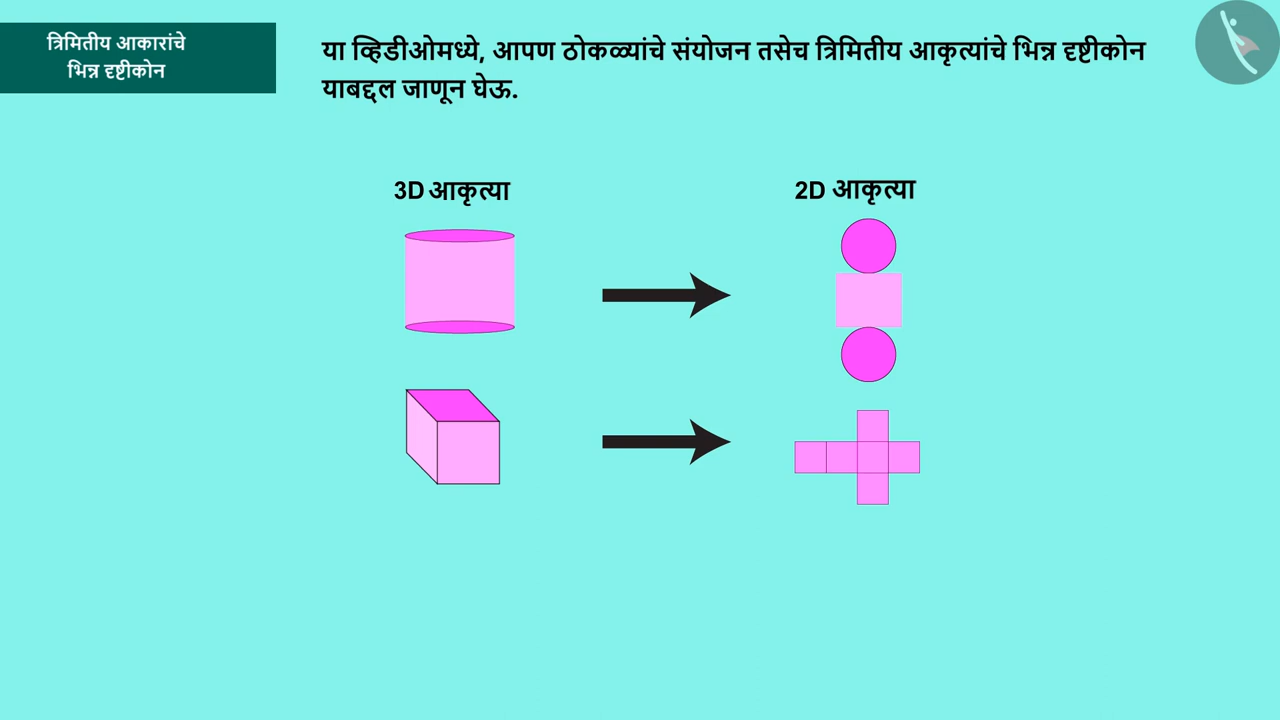 त्रिमितीय आकारांचे
भिन्न दृष्टीकोन
या व्हिडीओमध्ये, आपण ठोकळ्यांचे संयोजन तसेच त्रिमितीय आकृत्यांचे भिन्न दृष्टीकोन
याबद्दल जाणून घेऊ.
3D आकृत्या
2D आकृत्या